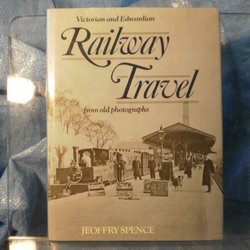 Victorian and Edwardian
Railway
Travel
from old photographs
JEOFFRY SPENCE